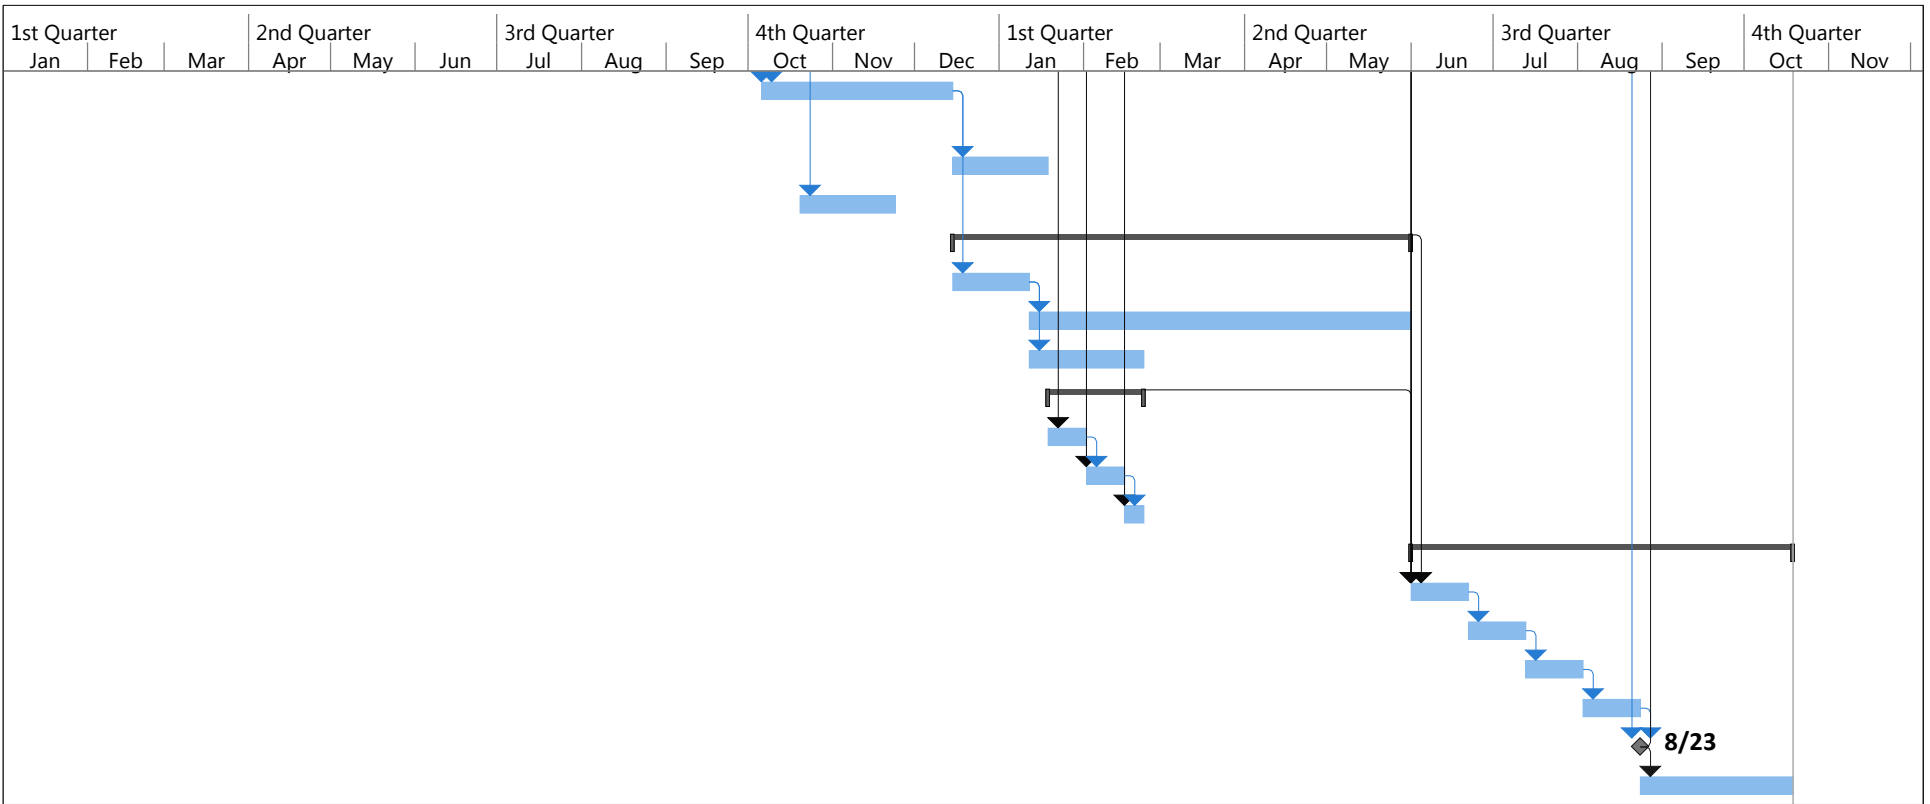 1st Quarter 2nd Quarter 3rd Quarter 4th Quarter 1st Quarter 2nd Quarter 3rd Quarter 4th Quarter
Jan Feb Mar Apr May Jun Jul Aug Sep Oct Nov Dec Jan Feb Mar Apr May Jun Jul Aug Sep Oct Nov
8/23